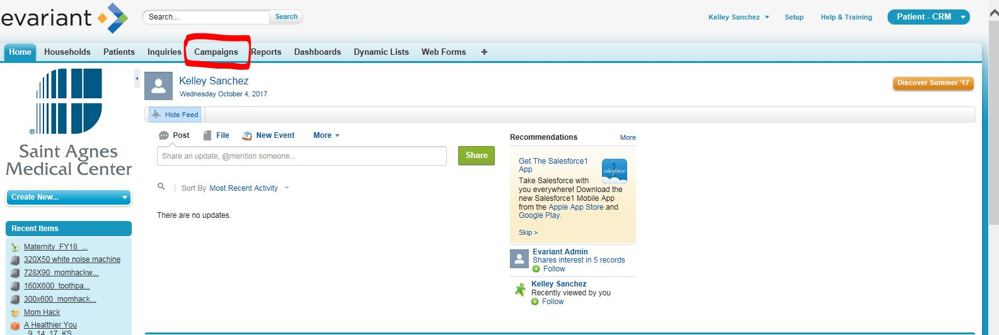 evariant
Search...
Search
Kelley Sanchez
Setup
Help & Training
Patient - CRM
Home
Households
Patients
Inquiries
Campaigns
Reports
Dashboards
Dynamic Lists
Web Forms
+
®
Saint Agnes
Medical Center
Create New...
Recent Items
Maternity_FY18_...
320X50 white noise machine
728X90_momhackw...
160X600_toothpa...
300x600_momhack...
Mom Hack
A Healthier You
_9_14_17_KS
Kelley Sanchez
Wednesday October 4, 2017
Discover Summer '17
Hide Feed
Post
File
New Event
More
Share an update, @mention someone...
Share
Sort By Most Recent Activity
There are no updates.
Recommendations
More
Get The Salesforce1
App
1
salesforce
Take Salesforce with
you everywhere! Download the
new Salesforce1 Mobile App
from the Apple App Store and
Google Play.
Skip >
Evariant Admin
Shares interest in 5 records
Follow
Kelley Sanchez
Recently viewed by you
Follow